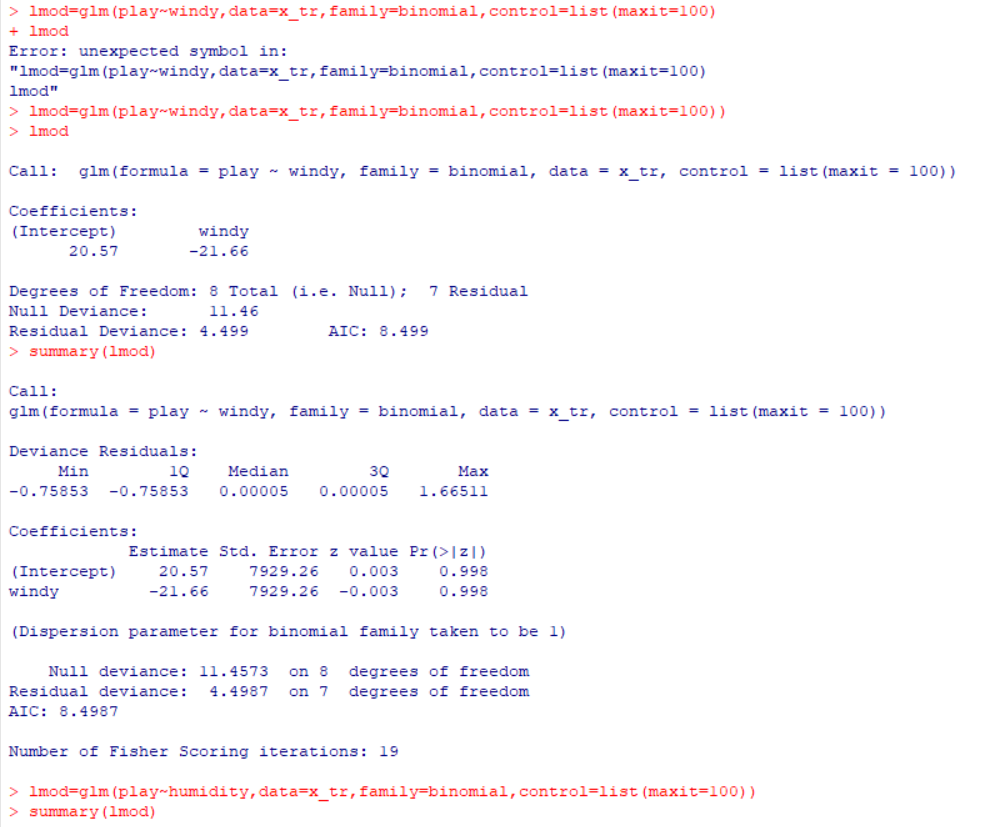 > lmod=glm(play~windy,data=x_tr,family=binomial,control=list(maxit=100)
+ lmod
Error: unexpected symbol in:
"lmod=glm(play~windy,data=x_tr,family=binomial,control=list(maxit=100)
lmod"
> lmod=glm(play~windy,data=x_tr,family=binomial,control=list(maxit=100))
> lmod
Call:  glm(formula = play ~ windy, family = binomial, data = x_tr, control = list(maxit = 100))
Coefficients:
(Intercept)        windy
      20.57       -21.66
Degrees of Freedom: 8 Total (i.e. Null);  7 Residual
Null Deviance:      11.46
Residual Deviance: 4.499        AIC: 8.499
> summary(lmod)
Call:
glm(formula = play ~ windy, family = binomial, data = x_tr, control = list(maxit = 100))
Deviance Residuals:
     Min        1Q    Median        3Q       Max
-0.75853  -0.75853   0.00005   0.00005   1.66511
Coefficients:
            Estimate Std. Error z value Pr(>|z|)
(Intercept)    20.57    7929.26   0.003    0.998
windy         -21.66    7929.26  -0.003    0.998
(Dispersion parameter for binomial family taken to be 1)
    Null deviance: 11.4573  on 8  degrees of freedom
Residual deviance:  4.4987  on 7  degrees of freedom
AIC: 8.4987
Number of Fisher Scoring iterations: 19
> lmod=glm(play~humidity,data=x_tr,family=binomial,control=list(maxit=100))
> summary(lmod)